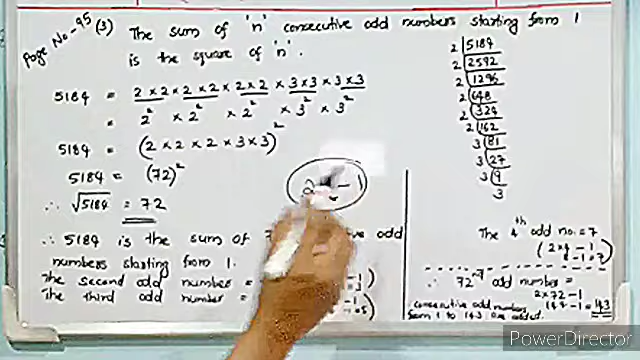 Page No-95 (3) The sum of 'n' consecutive odd numbers starting from 1
is the square of 'n'.
5184 = 2 × 2 × 2 × 2 × 2 × 2 × 3 × 3 × 3 × 3
= 2² × 2² × 2² × 3² × 3²
5184 = (2 × 2 × 2 × 3 × 3)²
5184 = (72)²
∴ √5184 = 72
∴ 5184 is the sum of odd
numbers starting from 1.
The second odd number =
The third odd number =
2 - 1
2 5184
2 2592
2 1296
2 648
2 324
2 162
3 81
3 27
3 9
3
The 4th odd no. = 7
(2×4 - 1
8 - 1 = 7)
∴ 72nd odd number =
2×72 - 1
consecutive odd numbers 144 - 1 = 143
from 1 to 143 are added.
PowerDirector